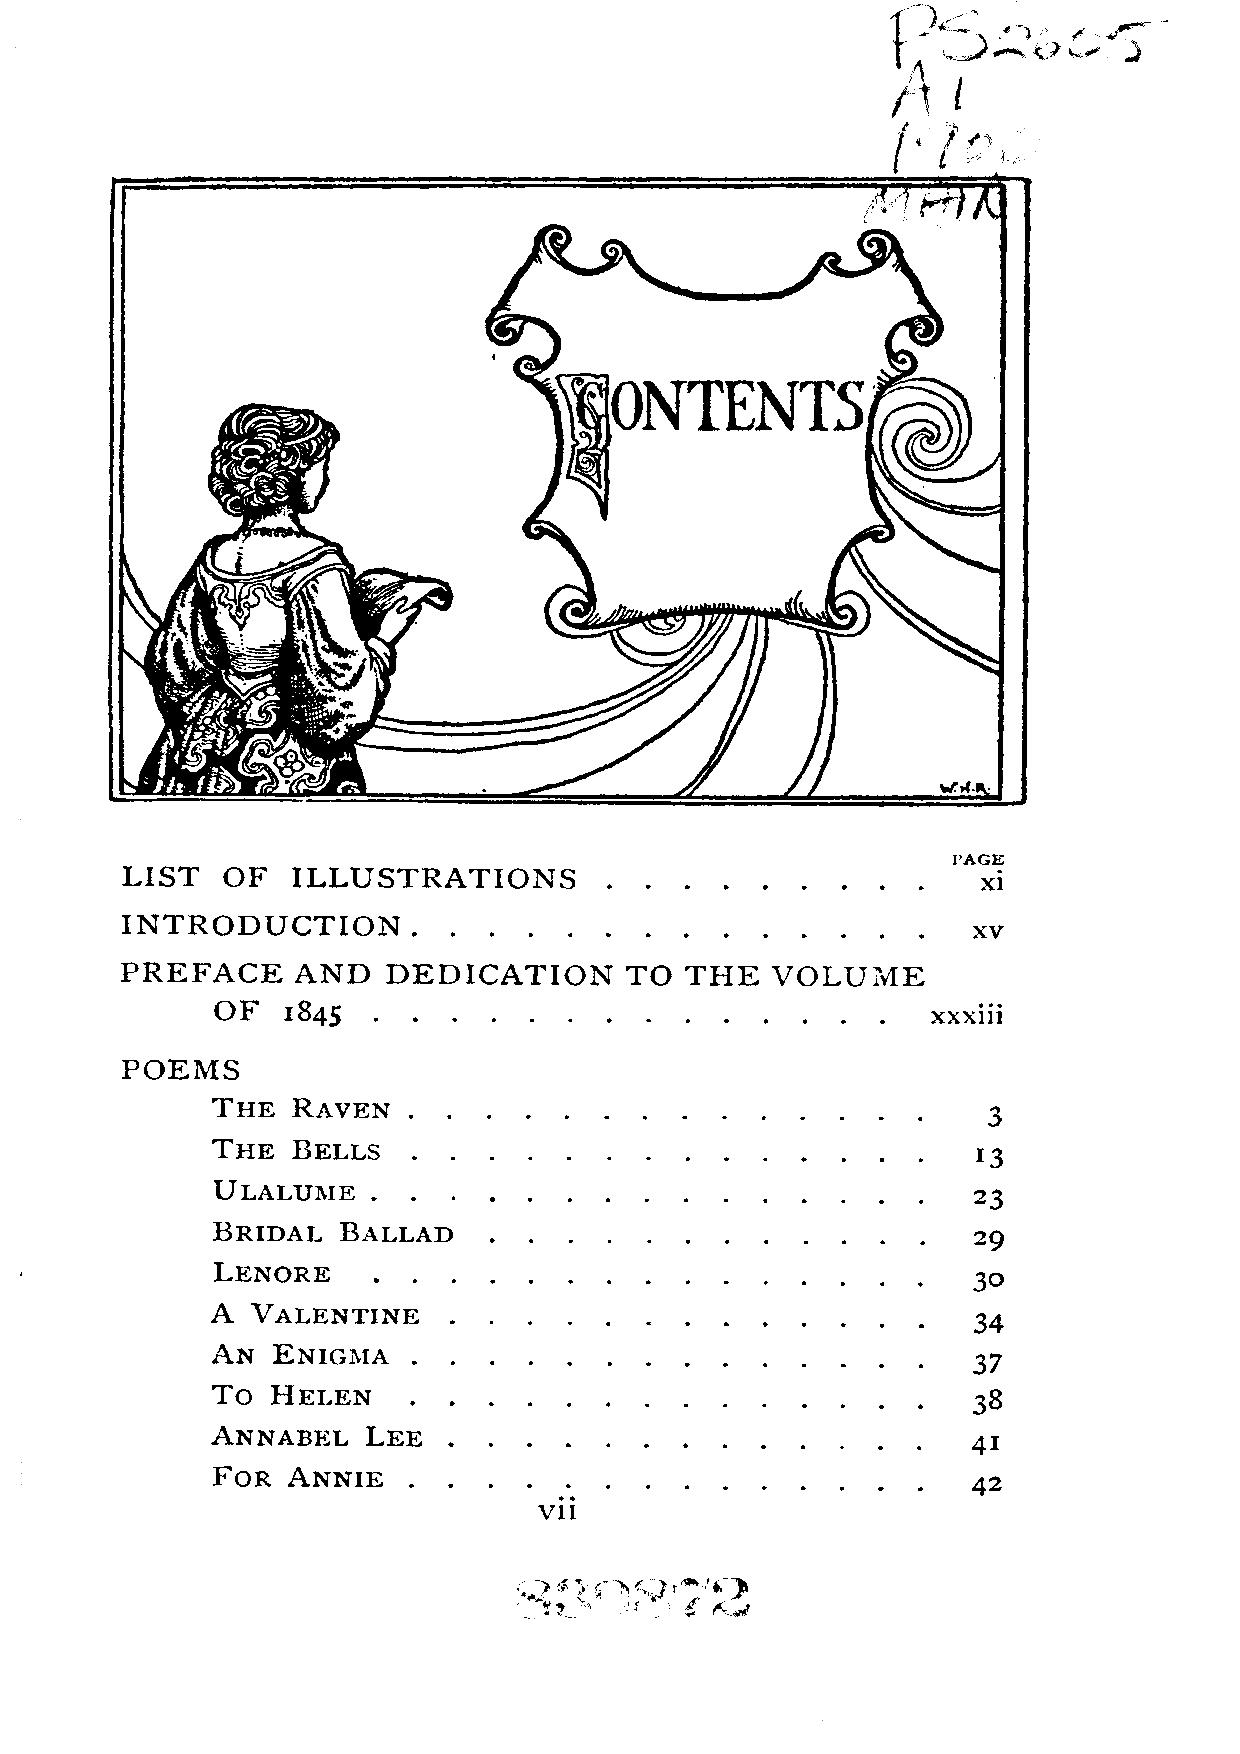 PS2605
A1
1900
MAIN
CONTENTS
W.H.R.
PAGE
LIST OF ILLUSTRATIONS . . . . . . . . . xi
INTRODUCTION . . . . . . . . . . . . . . xv
PREFACE AND DEDICATION TO THE VOLUME
OF 1845 . . . . . . . . . . . . . . xxxiii
POEMS
THE RAVEN . . . . . . . . . . . . . . 3
THE BELLS . . . . . . . . . . . . . . 13
ULALUME . . . . . . . . . . . . . . . 23
BRIDAL BALLAD . . . . . . . . . . . . 29
LENORE . . . . . . . . . . . . . . . 30
A VALENTINE . . . . . . . . . . . . . 34
AN ENIGMA . . . . . . . . . . . . . . 37
TO HELEN . . . . . . . . . . . . . . 38
ANNABEL LEE . . . . . . . . . . . . . 41
FOR ANNIE . . . . . . . . . . . . . . 42
vii
830872